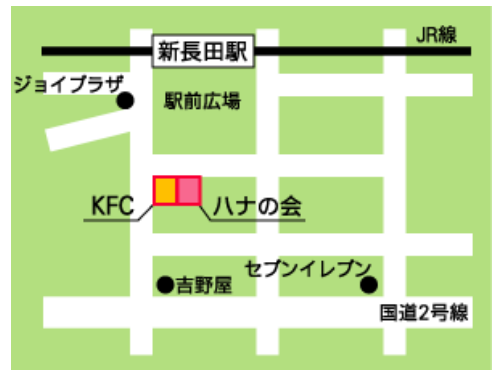 JR線
新長田駅
ジョイプラザ
駅前広場
KFC
ハナの会
セブンイレブン
吉野屋
国道2号線